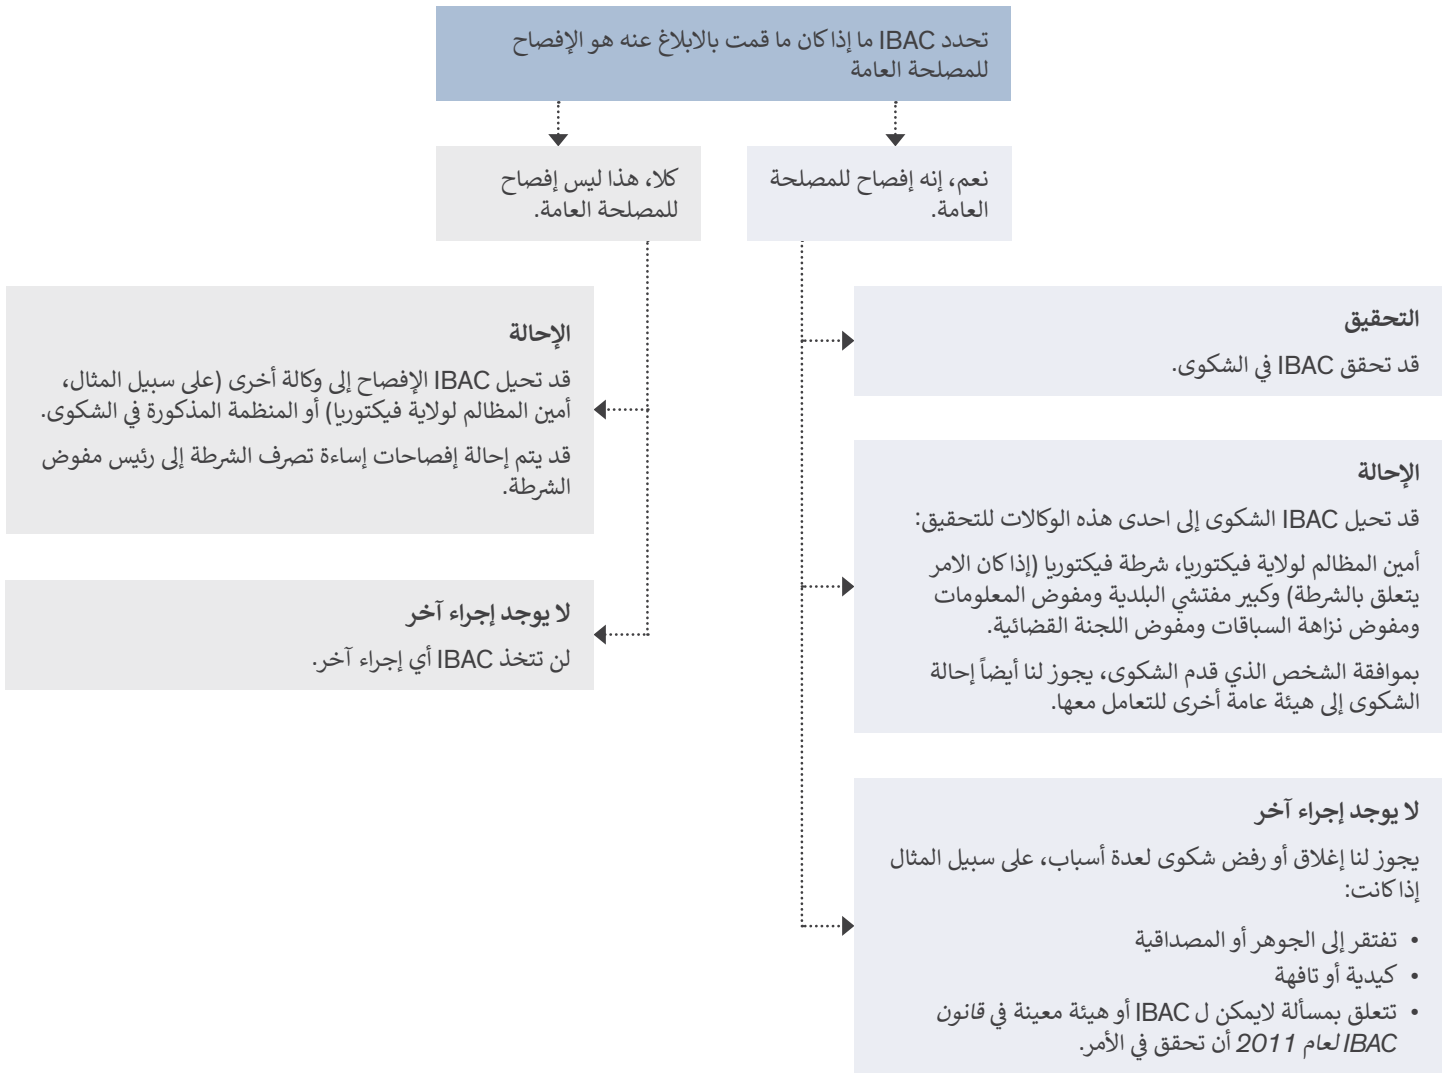 تحدد IBAC ما إذا كان ما قمت بالابلاغ عنه هو الإفصاح
للمصلحة العامة
نعم، إنه إفصاح للمصلحة
العامة.
كلا، هذا ليس إفصاح
للمصلحة العامة.
التحقيق
قد تحقق IBAC في الشكوى.
الإحالة
قد تحيل IBAC الشكوى إلى احدى هذه الوكالات للتحقيق:
أمين المظالم لولاية فيكتوريا، شرطة فيكتوريا (إذا كان الامر
يتعلق بالشرطة) وكبير مفتشي البلدية ومفوض المعلومات
ومفوض نزاهة السباقات ومفوض اللجنة القضائية.
بموافقة الشخص الذي قدم الشكوى، يجوز لنا أيضاً إحالة
الشكوى إلى هيئة عامة أخرى للتعامل معها.
لا يوجد إجراء آخر
يجوز لنا إغلاق أو رفض شكوى لعدة أسباب، على سبيل المثال
إذا كانت:
• تفتقر إلى الجوهر أو المصداقية
• كيدية أو تافهة
• تتعلق بمسألة لايمكن ل IBAC أو هيئة معينة في قانون
IBAC لعام 2011 أن تحقق في الأمر.
الإحالة
قد تحيل IBAC الإفصاح إلى وكالة أخرى (على سبيل المثال،
أمين المظالم لولاية فيكتوريا) أو المنظمة المذكورة في الشكوى.
قد يتم إحالة إفصاحات إساءة تصرف الشرطة إلى رئيس مفوض
الشرطة.
لا يوجد إجراء آخر
لن تتخذ IBAC أي إجراء آخر.